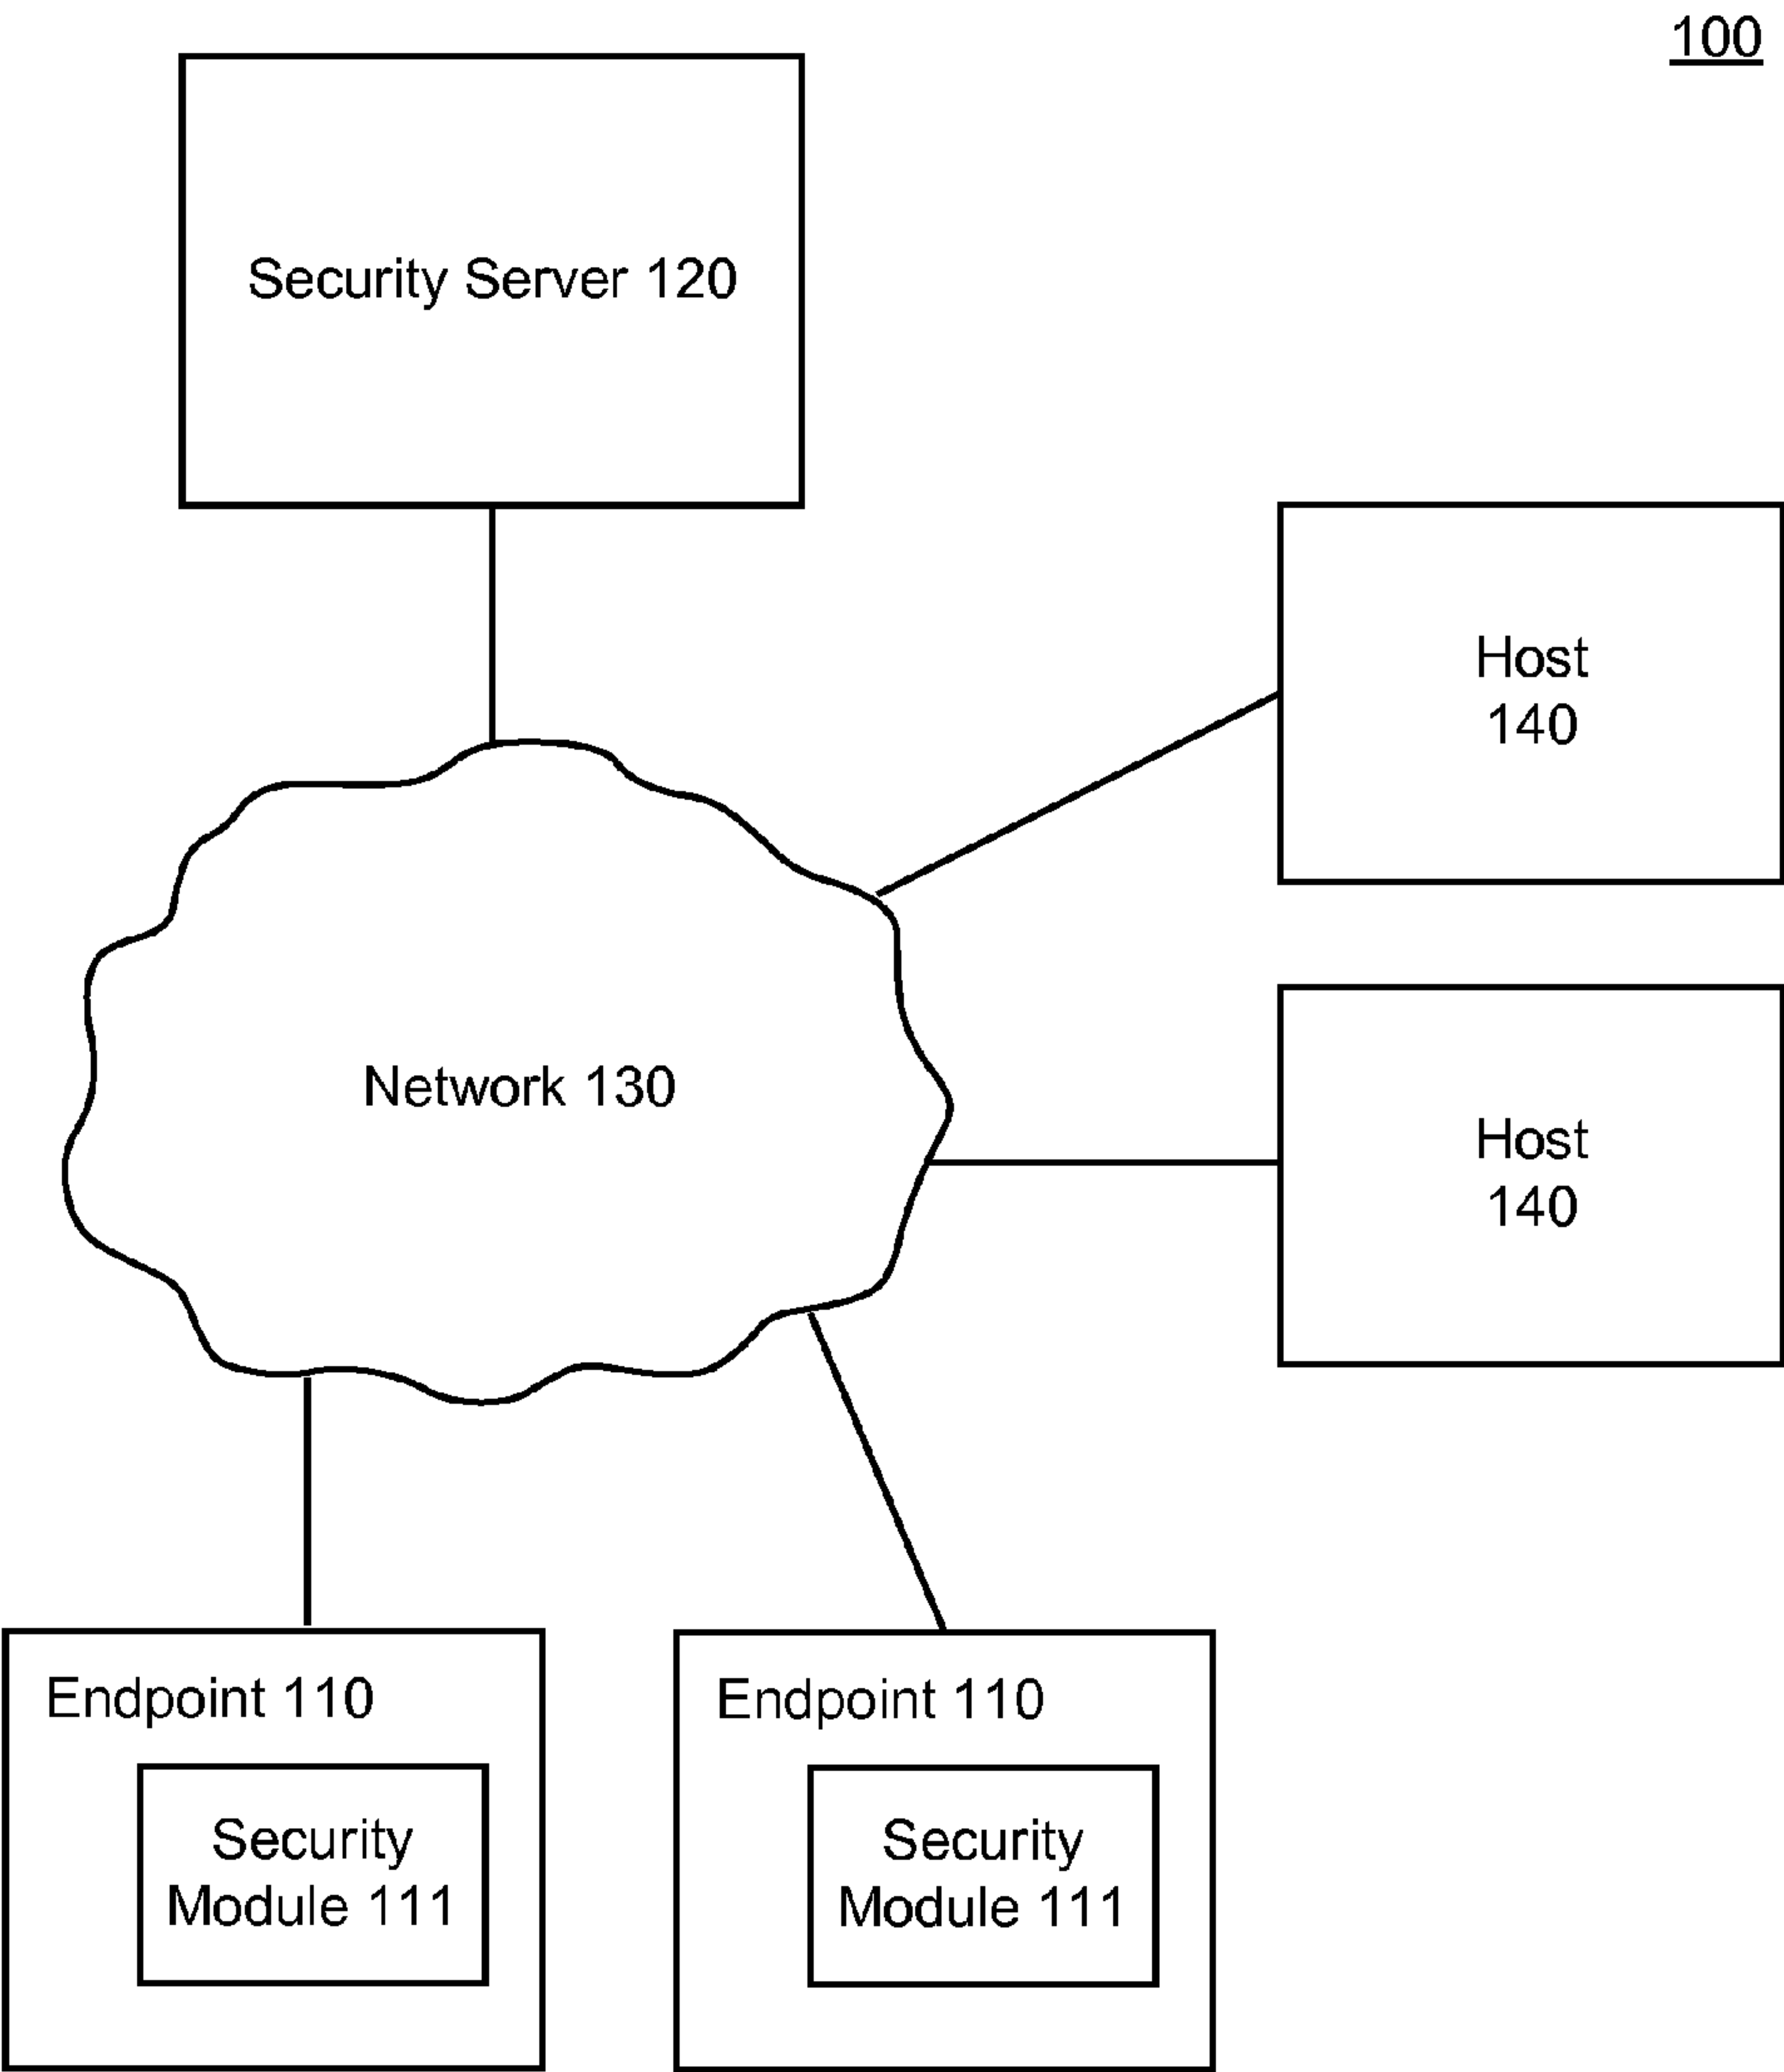 100
Security Server 120
Host
140
Network 130
Host
140
Endpoint 110
Security
Module 111
Endpoint 110
Security
Module 111